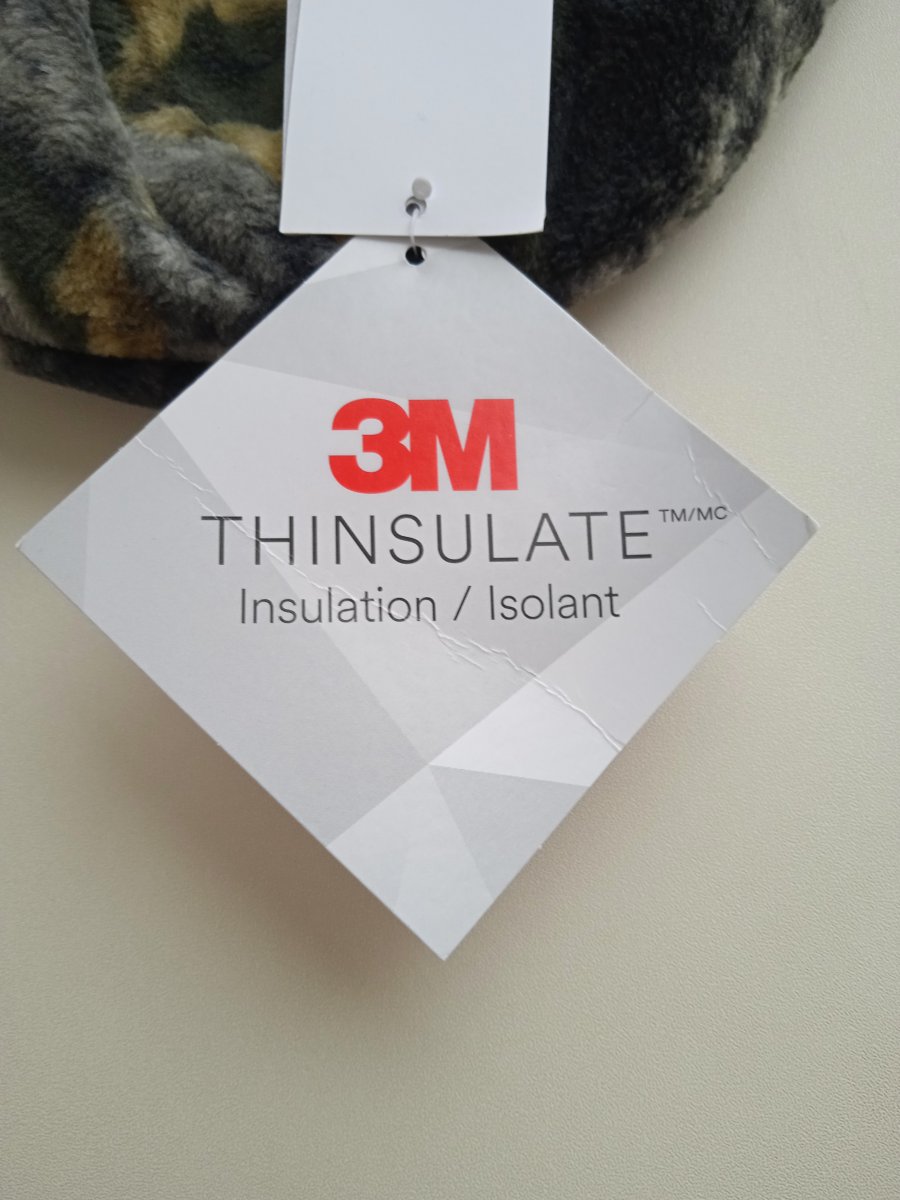 3M
THINSULATE™/MC
Insulation / Isolant